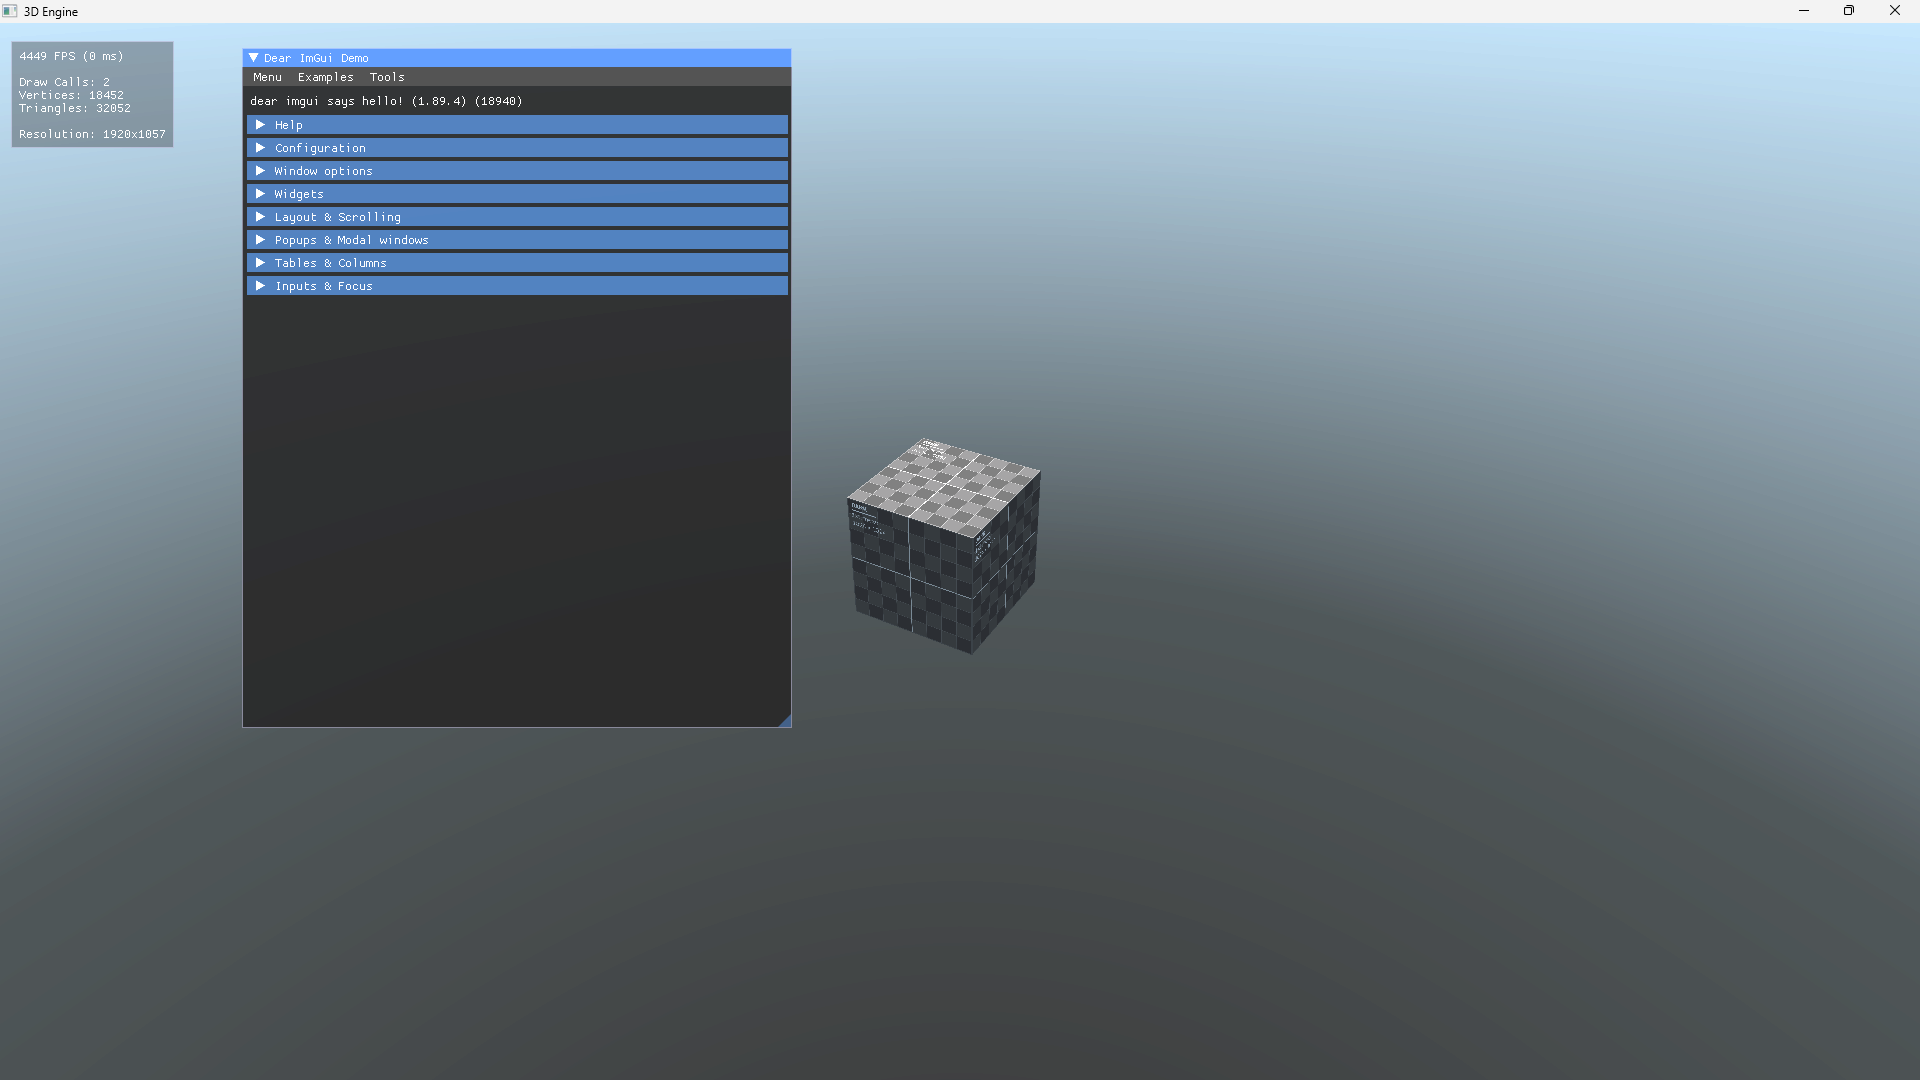 3D Engine
4449 FPS (0 ms)
Draw Calls: 2
Vertices: 18452
Triangles: 32052
Resolution: 1920x1057
Dear ImGui Demo
Menu Examples Tools
dear imgui says hello! (1.89.4) (18940)
Help
Configuration
Window options
Widgets
Layout & Scrolling
Popups & Modal windows
Tables & Columns
Inputs & Focus